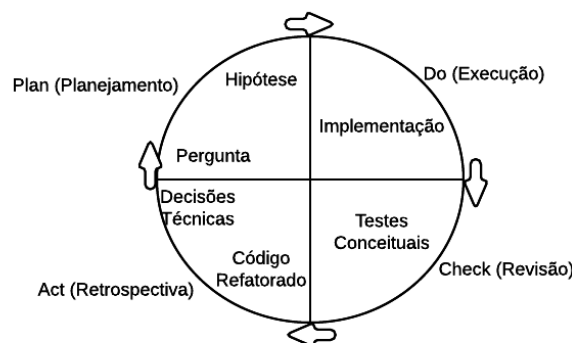 Plan (Planejamento)
Hipótese
Pergunta
Do (Execução)
Implementação
Decisões
Técnicas
Código
Refatorado
Act (Retrospectiva)
Testes
Conceituais
Check (Revisão)